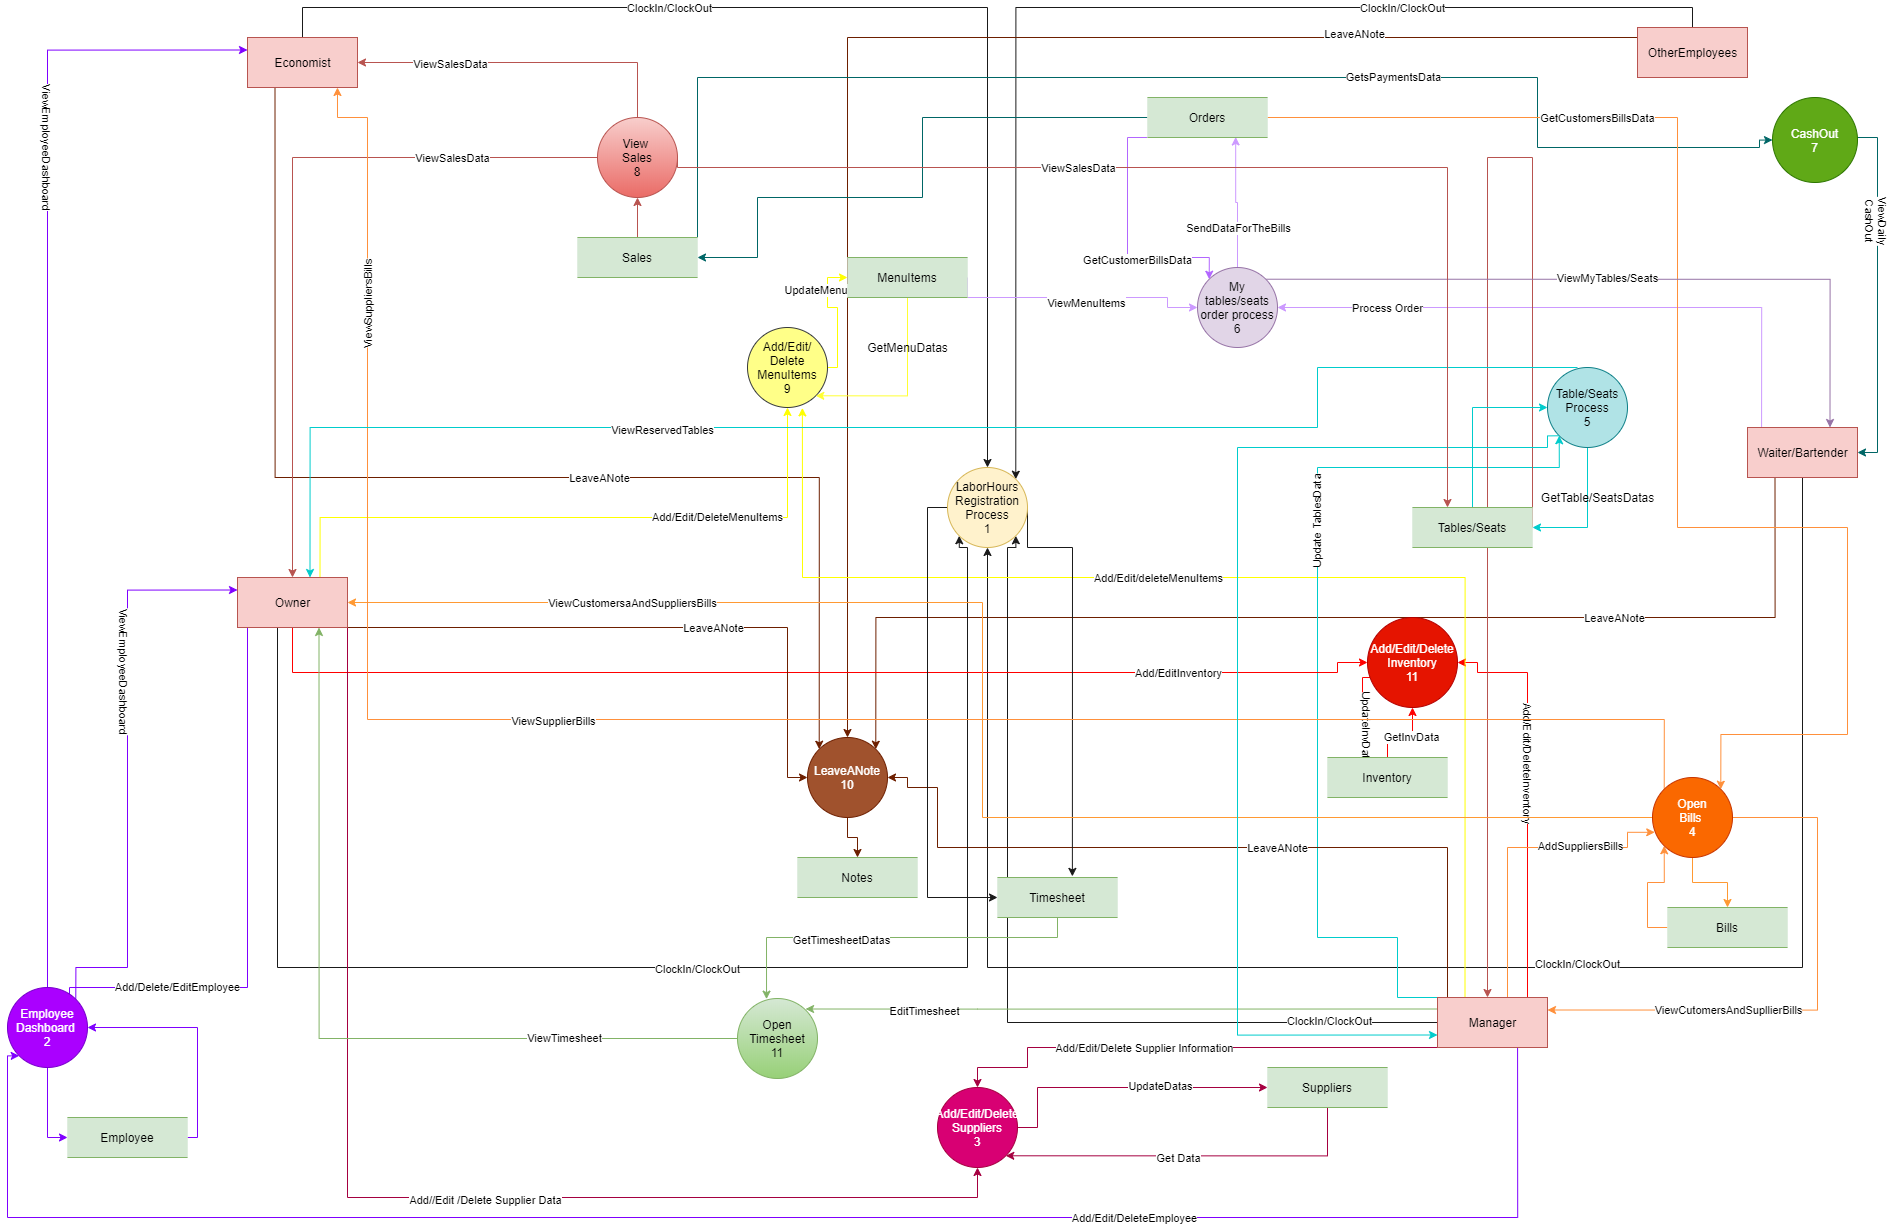 ClockIn/ClockOut
ClockIn/ClockOut
LeaveANote
OtherEmployees
Economist
ViewSalesData
GetsPaymentsData
ViewEmployeeDashboard
Orders
GetCustomersBillsData
CashOut
7
View
Sales
8
ViewSalesData
ViewSalesData
ViewDaily
CashOut
SendDataForTheBills
Sales
GetCustomerBillsData
MenuItems
UpdateMenu
ViewMyTables/Seats
My
tables/seats
order process
6
ViewMenuItems
Process Order
ViewSuppliersBills
Add/Edit/
Delete
MenuItems
9
GetMenuDatas
Table/Seats
Process
5
ViewReservedTables
Waiter/Bartender
LeaveANote
LaborHours
Registration
Process
1
GetTable/SeatsDatas
Add/Edit/DeleteMenuItems
Update TablesData
Tables/Seats
Add/Edit/deleteMenuItems
Owner
ViewCustomersaAndSuppliersBills
ViewEmployeeDashboard
LeaveANote
LeaveANote
Add/Edit/Delete
Inventory
11
Add/EditInventory
UpdateInvDat
ViewSupplierBills
GetInvData
Add/Edit/DeleteInventory
LeaveANote
10
Inventory
Open
Bills
4
LeaveANote
AddSuppliersBills
Notes
Timesheet
Bills
GetTimesheetDatas
ClockIn/ClockOut
ClockIn/ClockOut
Add/Delete/EditEmployee
EditTimesheet
ViewCutomersAndSupllierBills
Employee
Dashboard
2
Open
Timesheet
11
ClockIn/ClockOut
Manager
ViewTimesheet
Add/Edit/Delete Supplier Information
UpdateDatas
Suppliers
Add/Edit/Delete
Suppliers
3
Employee
Get Data
Add//Edit /Delete Supplier Data
Add/Edit/DeleteEmployee